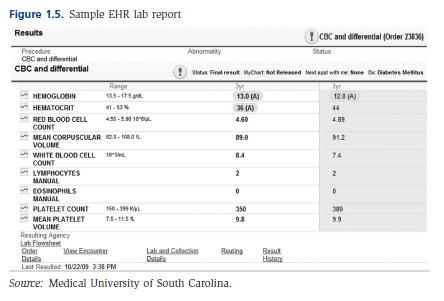 Figure 1.5. Sample EHR lab report
Results
CBC and differential (Order 23836)
Procedure Abnormality Status
CBC and differential
CBC and differential Status: Final result MyChart: Not Released Next appt with me: None Dx: Diabetes Mellitus
Range 3yr 3yr
HEMOGLOBIN 13.5 - 17.5 g/dL 13.0 (A) 12.0 (A)
HEMATOCRIT 41 - 53 % 36 (A) 44
RED BLOOD CELL COUNT 4.50 - 5.90 10^6/µL 4.60 4.89
MEAN CORPUSCULAR VOLUME 82.0 - 108.0 fL 89.0 91.2
WHITE BLOOD CELL COUNT 10^3/mL 8.4 7.4
LYMPHOCYTES MANUAL 2 2
EOSINOPHILS MANUAL 0 0
PLATELET COUNT 150 - 399 K/µL 350 389
MEAN PLATELET VOLUME 7.5 - 11.5 fL 9.8 9.9
Resulting Agency
Lab Flowsheet
Order Details View Encounter Lab and Collection Details Routing Result History
Last Resulted: 10/22/09 3:38 PM
Source: Medical University of South Carolina.